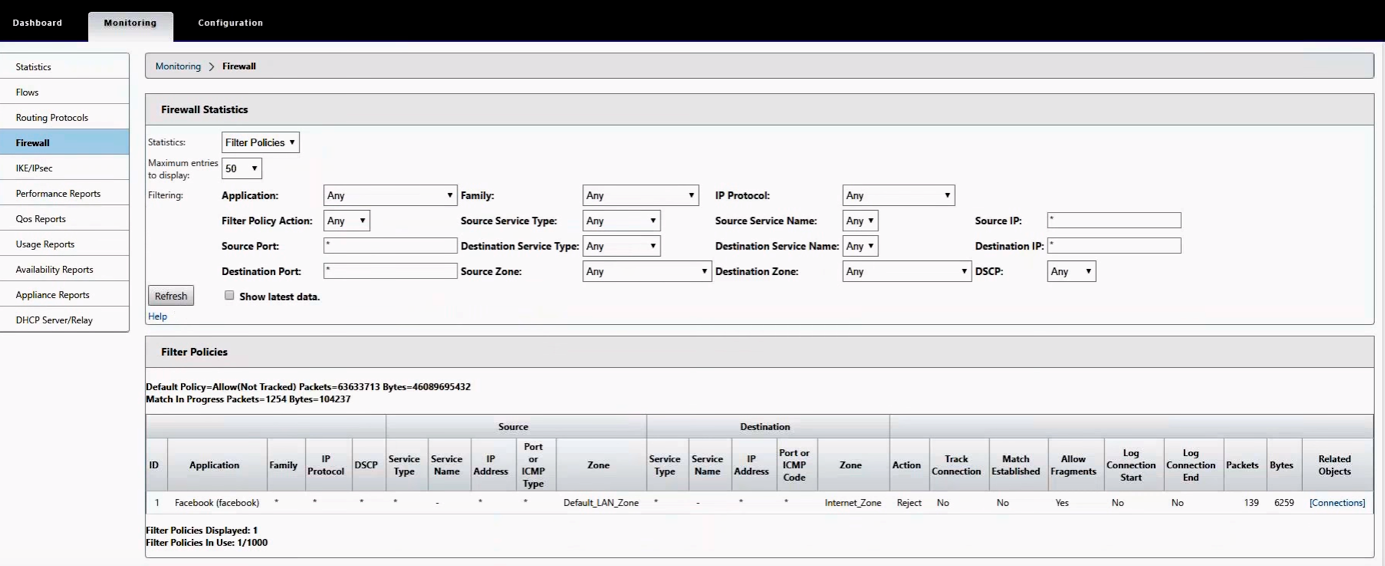 Dashboard Monitoring Configuration
Statistics
Flows
Routing Protocols
Firewall
IKE/IPsec
Performance Reports
Qos Reports
Usage Reports
Availability Reports
Appliance Reports
DHCP Server/Relay
Monitoring > Firewall
Firewall Statistics
Statistics: Filter Policies
Maximum entries
to display: 50
Filtering: Application: Any Family: Any IP Protocol: Any
Filter Policy Action: Any Source Service Type: Any Source Service Name: Any Source IP: *
Source Port: * Destination Service Type: Any Destination Service Name: Any Destination IP: *
Destination Port: * Source Zone: Any Destination Zone: Any DSCP: Any
Refresh Show latest data.
Help
Filter Policies
Default Policy=Allow(Not Tracked) Packets=63633713 Bytes=46089695432
Match In Progress Packets=1254 Bytes=104237
Source Destination
ID Application Family IP Protocol DSCP Service Type Service Name IP Address Port or ICMP Type Zone Service Type Service Name IP Address Port or ICMP Code Zone Action Track Connection Match Established Allow Fragments Log Connection Start Log Connection End Packets Bytes Related Objects
1 Facebook (facebook) * * * * - * * Default_LAN_Zone * - * * Internet_Zone Reject No No Yes No No 139 6259 [Connections]
Filter Policies Displayed: 1
Filter Policies In Use: 1/1000